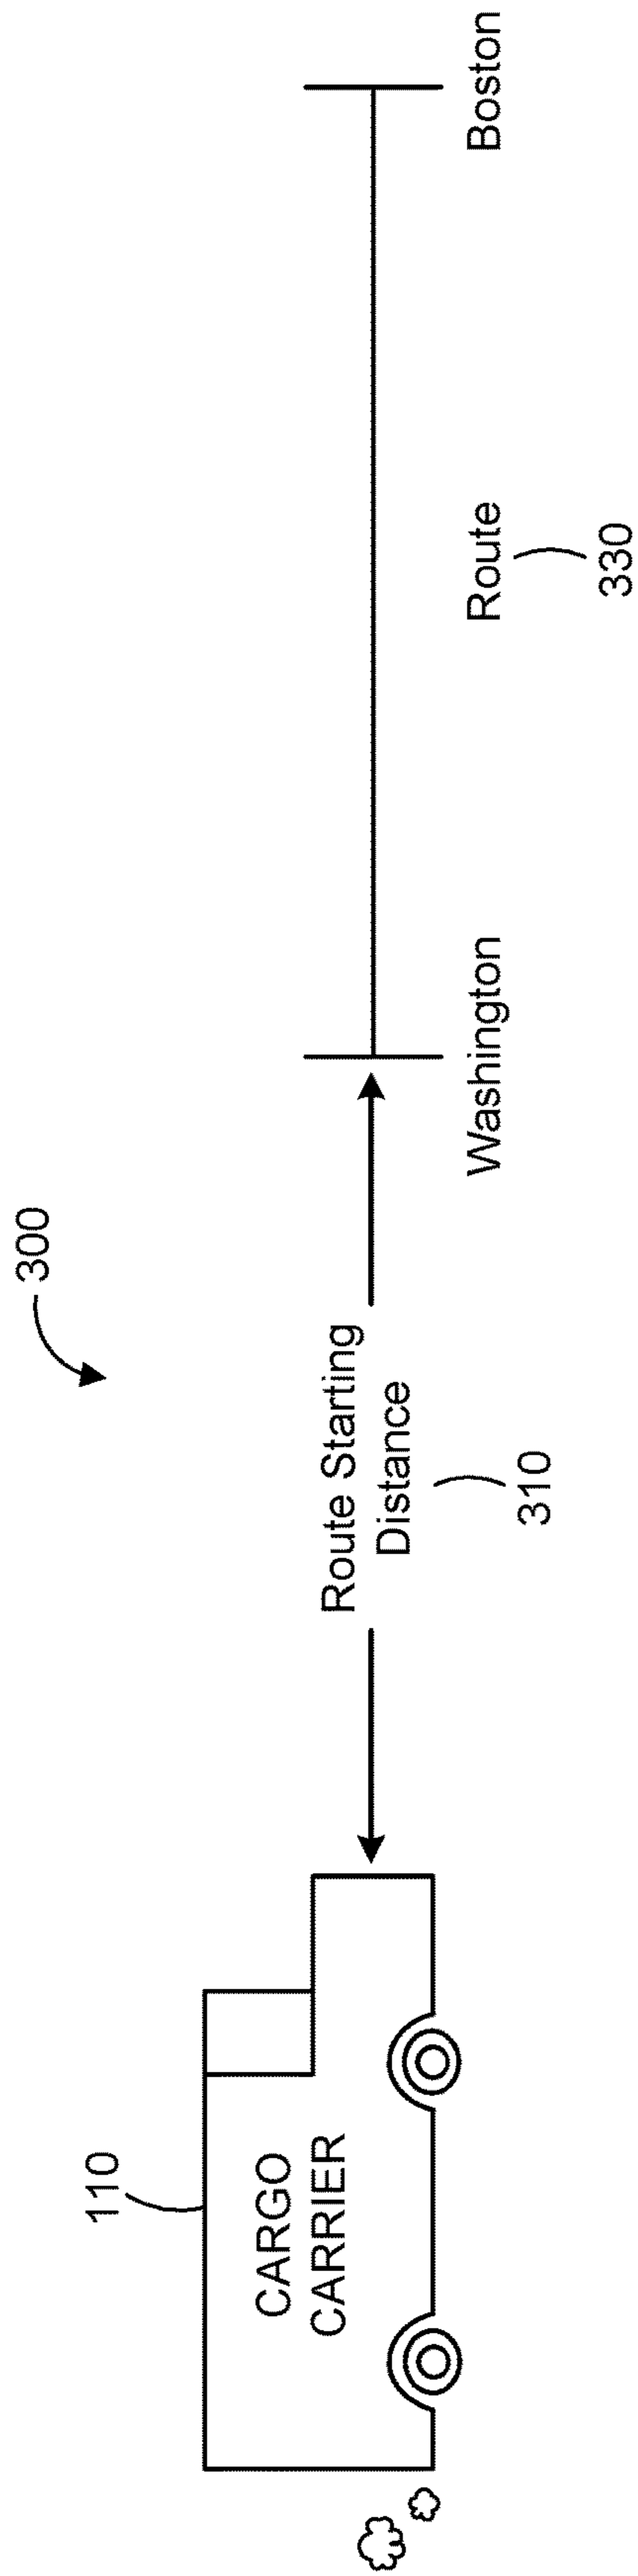 300
110
CARGO
CARRIER
Route Starting
Distance
310
Washington
Route
330
Boston